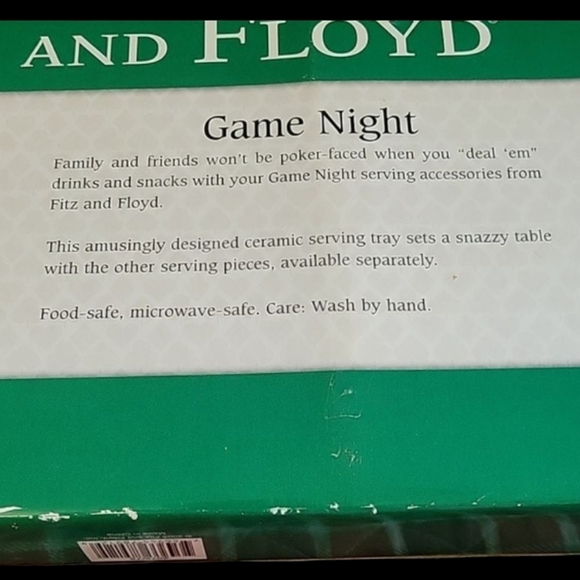 AND FLOYD
Game Night
Family and friends won't be poker-faced when you "deal 'em"
drinks and snacks with your Game Night serving accessories from
Fitz and Floyd.
This amusingly designed ceramic serving tray sets a snazzy table
with the other serving pieces, available separately.
Food-safe, microwave-safe. Care: Wash by hand.